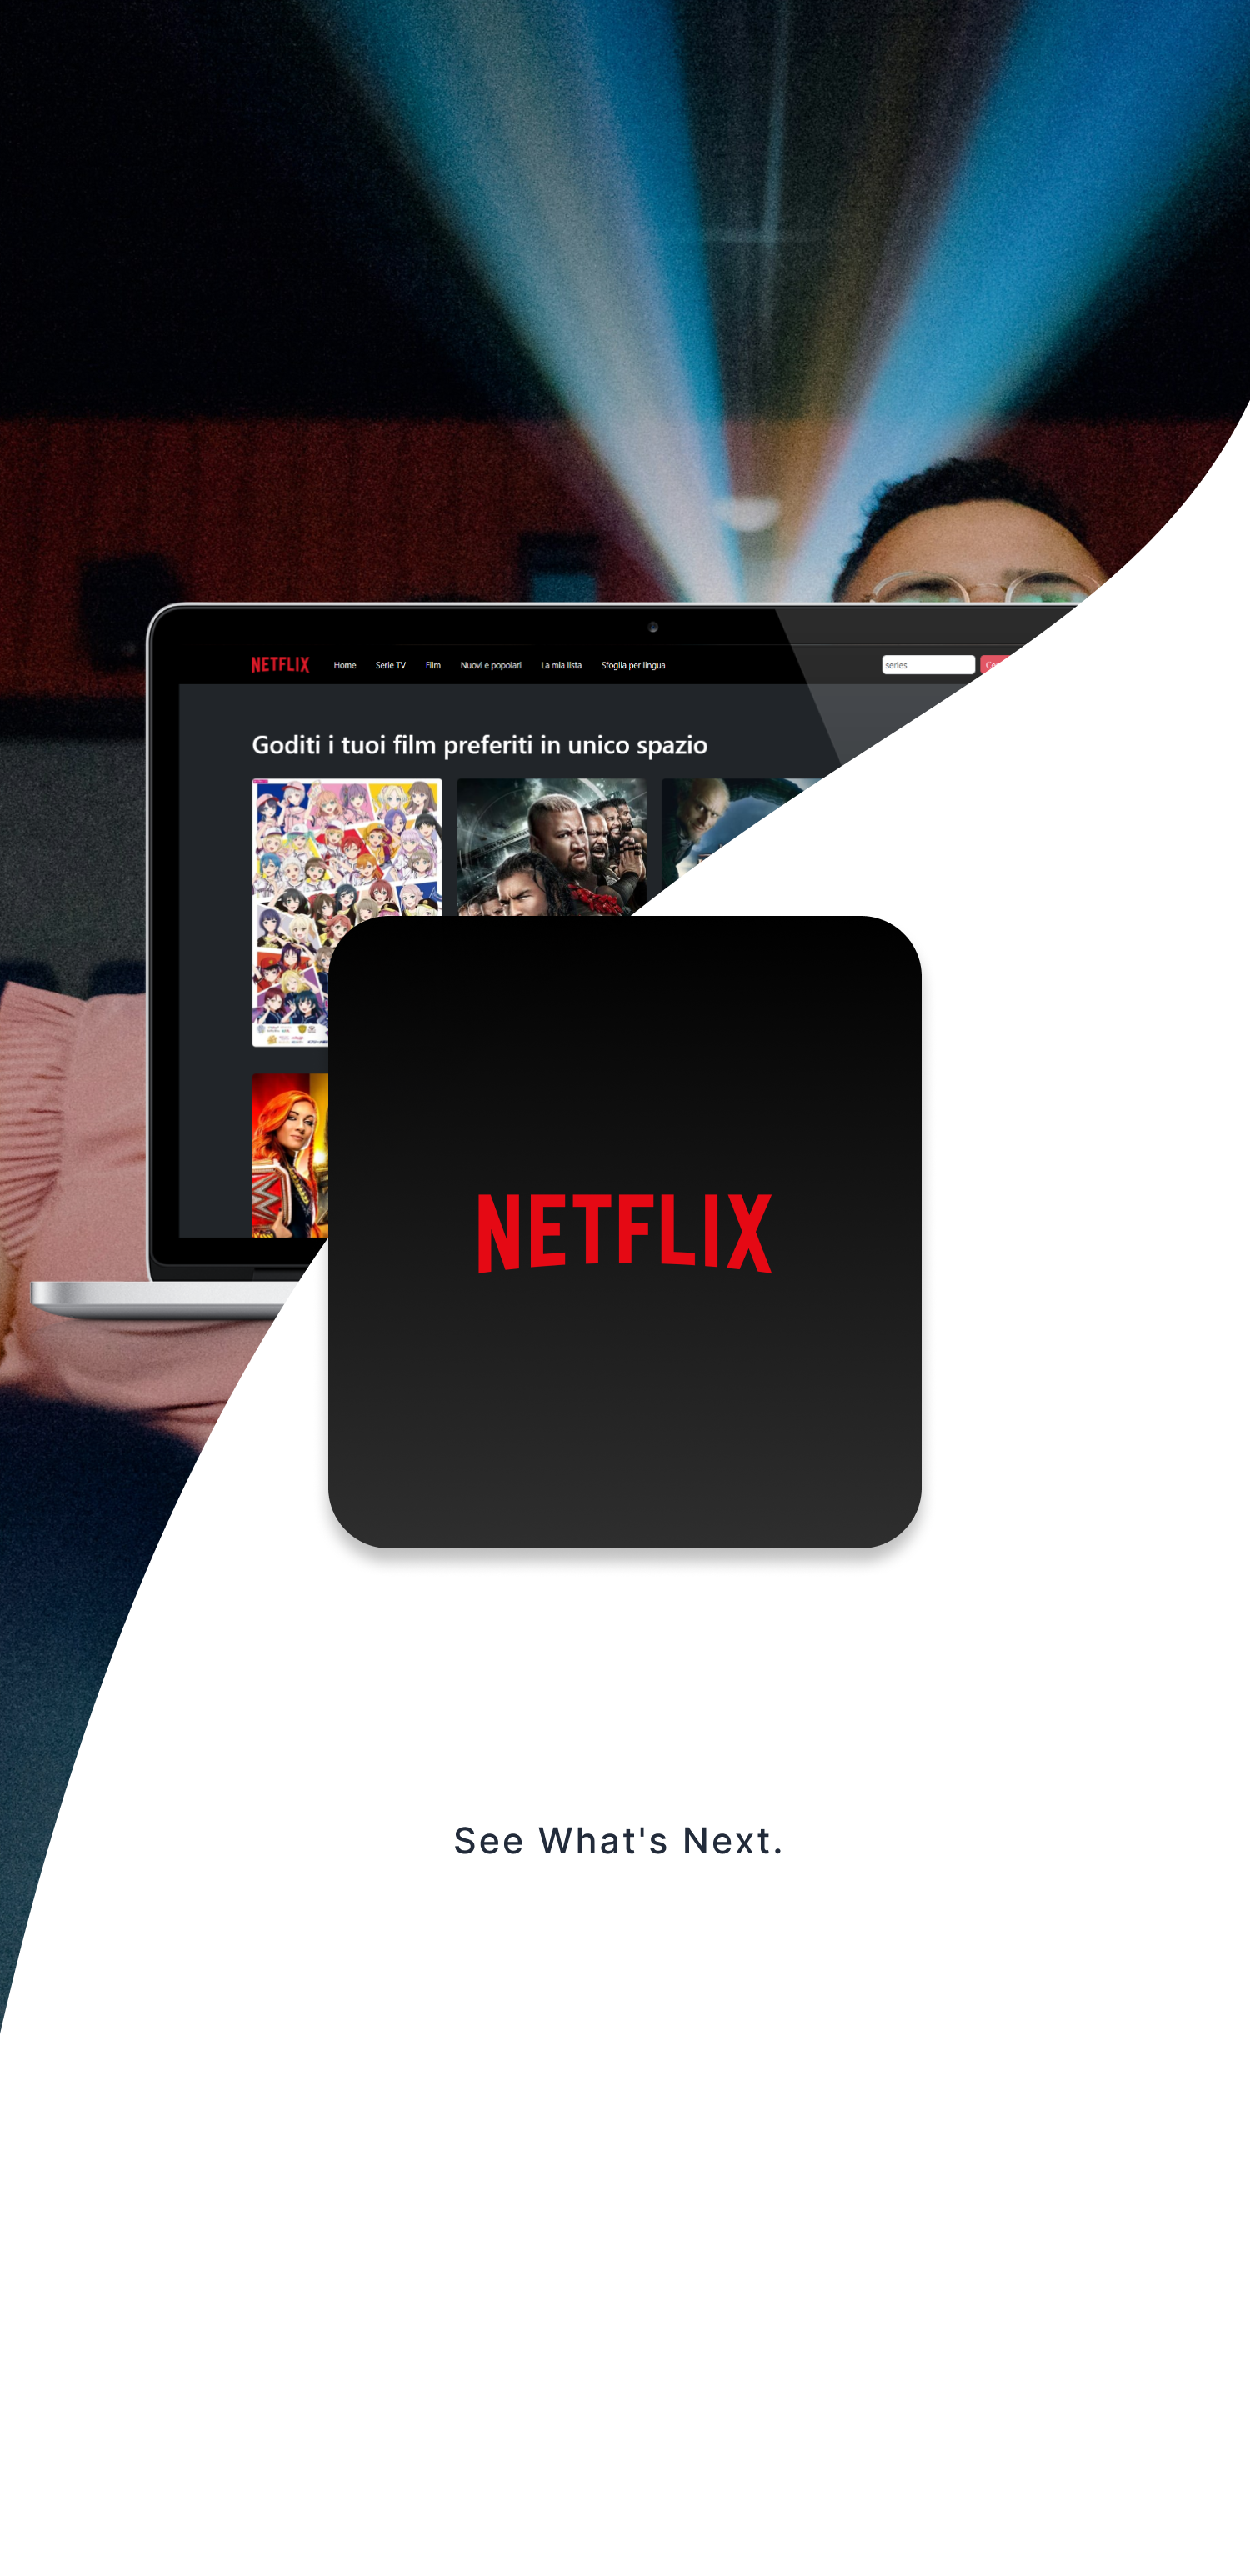 NETFLIX Home Serie TV Film Nuovi e popolari La mia lista Sfoglia per lingua series
Goditi i tuoi film preferiti in unico spazio
NETFLIX
See What's Next.